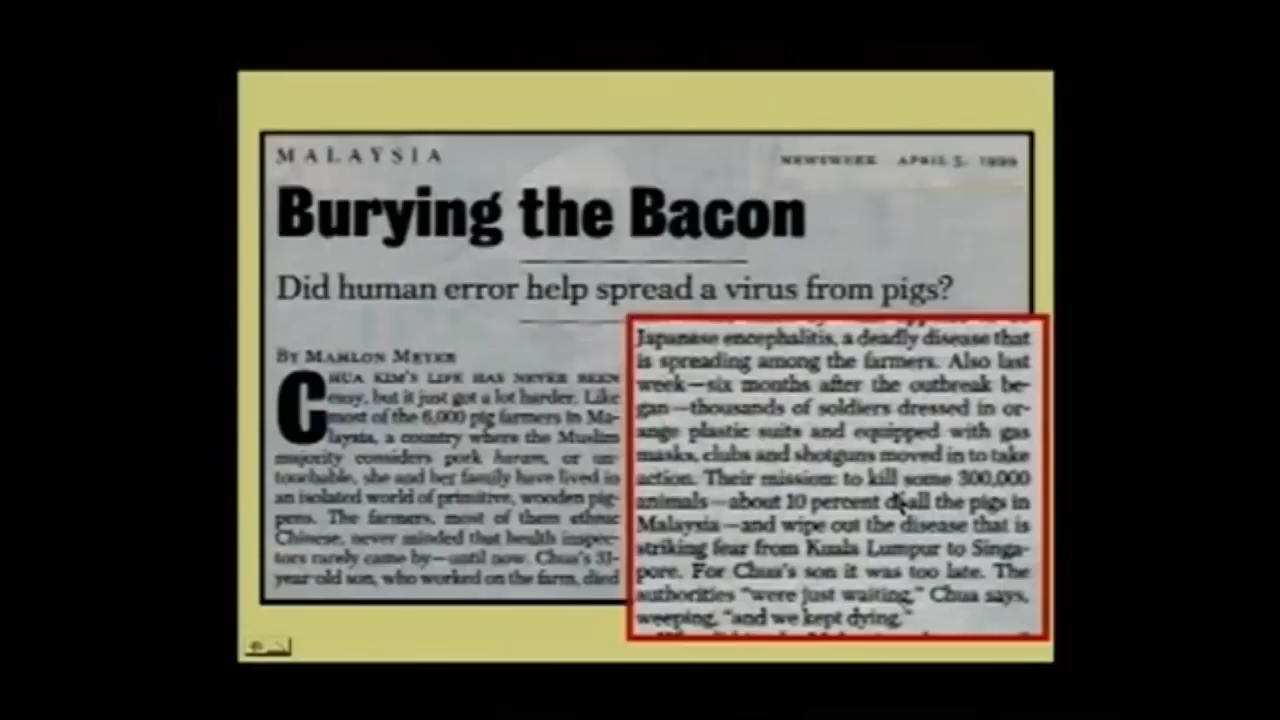 MALAYSIA
NEWSWEEK APRIL 5, 1999
Burying the Bacon
Did human error help spread a virus from pigs?
BY MAHLON MEYER
CHUA KIM'S LIFE HAS NEVER BEEN
easy, but it just got a lot harder. Like
most of the 6,000 pig farmers in Ma-
laysia, a country where the Muslim
majority considers pork haram, or un-
touchable, she and her family have lived in
an isolated world of primitive, wooden pig-
pens. The farmers, most of them ethnic
Chinese, never minded that health inspec-
tors rarely came by—until now. Chua's 31-
year-old son, who worked on the farm, died
Japanese encephalitis, a deadly disease that
is spreading among the farmers. Also last
week—six months after the outbreak be-
gan—thousands of soldiers dressed in or-
ange plastic suits and equipped with gas
masks, clubs and shotguns moved in to take
action. Their mission: to kill some 300,000
animals—about 10 percent of all the pigs in
Malaysia—and wipe out the disease that is
striking fear from Kuala Lumpur to Singa-
pore. For Chua's son it was too late. The
authorities "were just waiting," Chua says,
weeping, "and we kept dying."